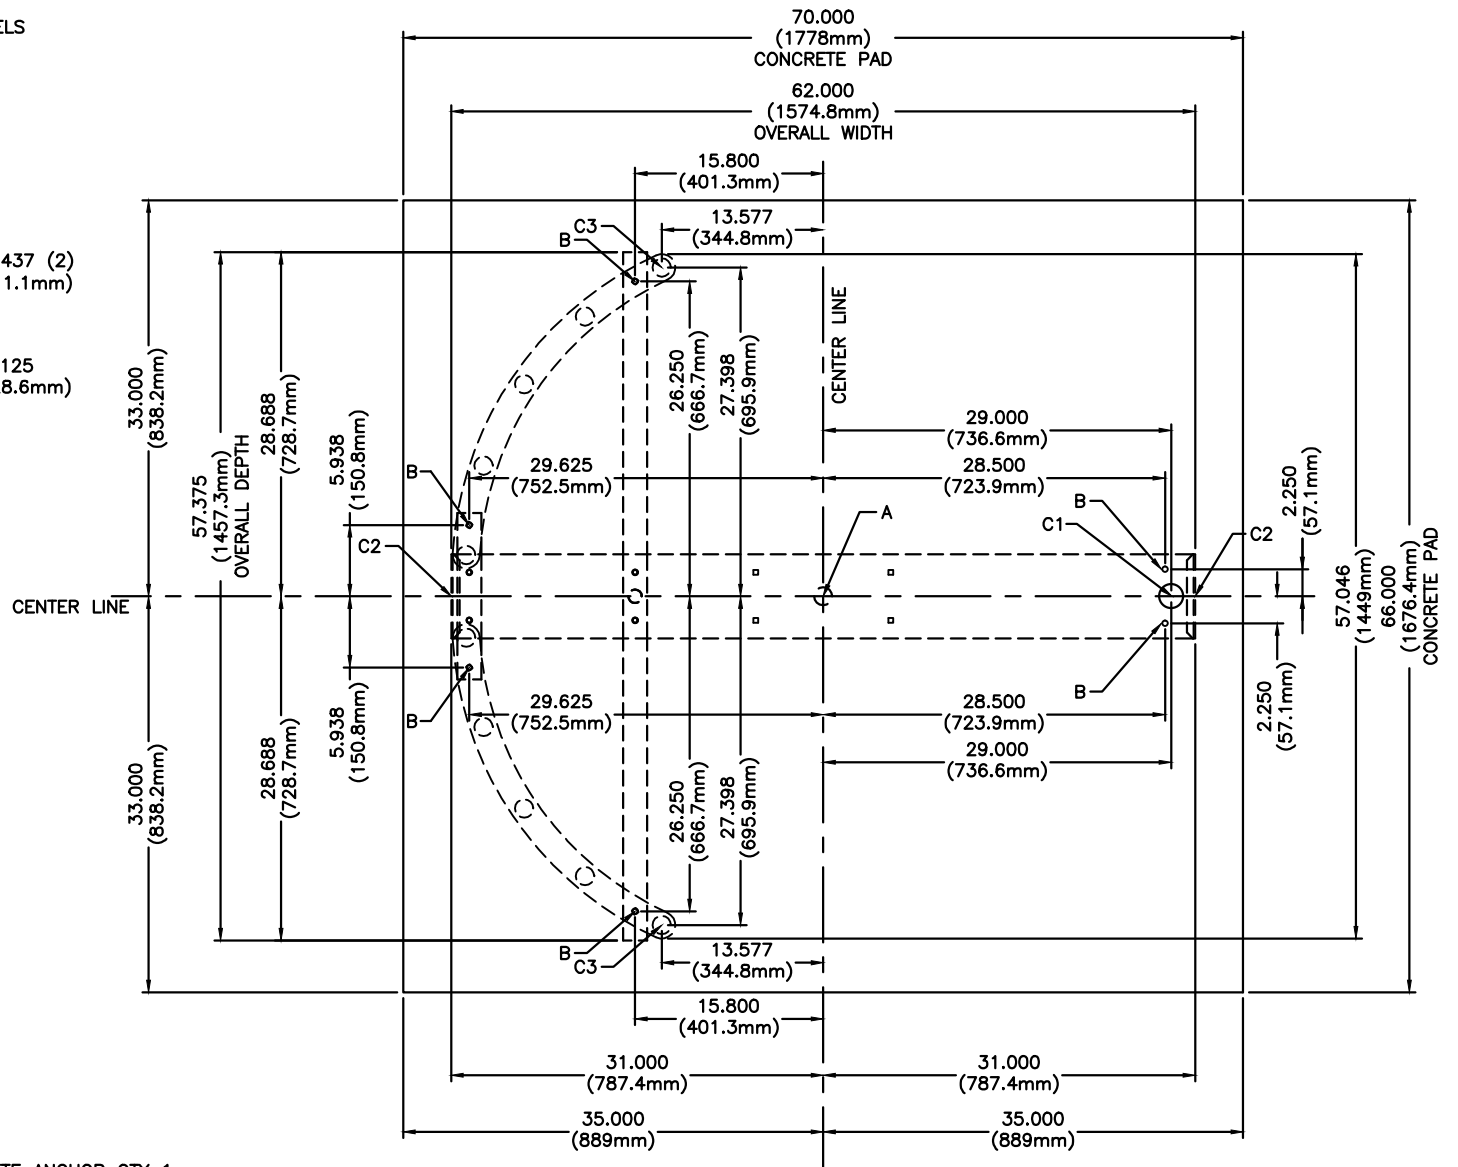 ELS
70.000
(1778mm)
CONCRETE PAD
62.000
(1574.8mm)
OVERALL WIDTH
15.800
(401.3mm)
13.577
(344.8mm)
C3
B
437 (2)
1.1mm)
125
8.6mm)
33.000
(838.2mm)
57.375
(1457.3mm)
OVERALL DEPTH
28.688
(728.7mm)
5.938
(150.8mm)
26.250
(666.7mm)
27.398
(695.9mm)
CENTER LINE
29.000
(736.6mm)
29.625
(752.5mm)
28.500
(723.9mm)
2.250
(57.1mm)
B
B
A
C1
C2
C2
CENTER LINE
57.046
(1449mm)
66.000
(1676.4mm)
CONCRETE PAD
B
B
29.625
(752.5mm)
28.500
(723.9mm)
2.250
(57.1mm)
29.000
(736.6mm)
33.000
(838.2mm)
28.688
(728.7mm)
5.938
(150.8mm)
26.250
(666.7mm)
27.398
(695.9mm)
B
C3
13.577
(344.8mm)
15.800
(401.3mm)
31.000
(787.4mm)
31.000
(787.4mm)
35.000
(889mm)
35.000
(889mm)